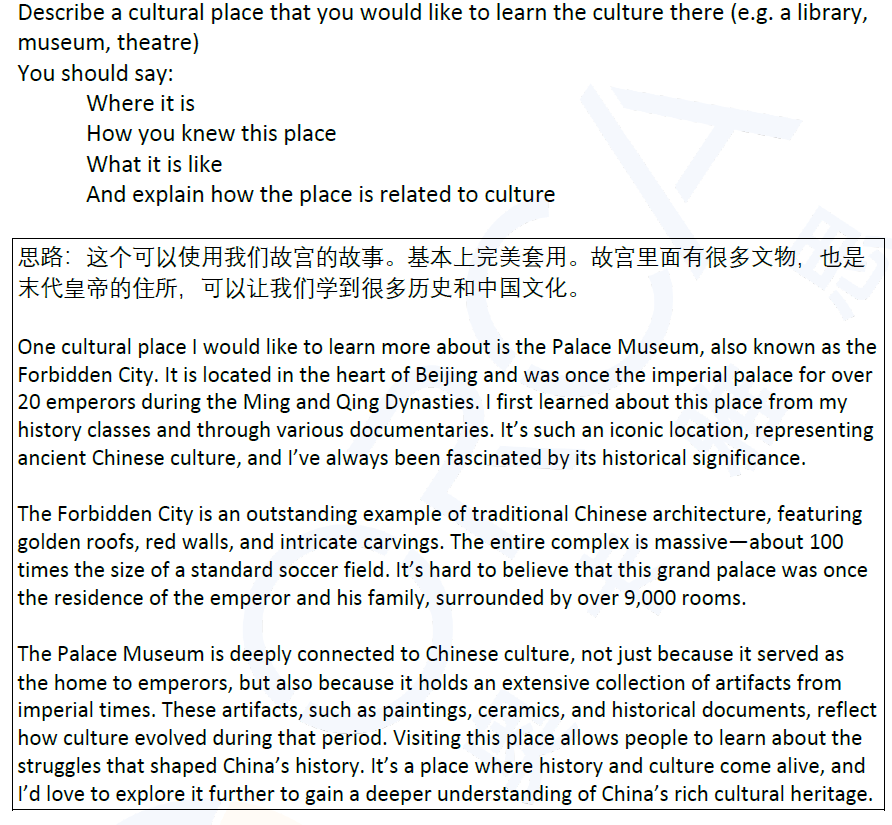 Describe a cultural place that you would like to learn the culture there (e.g. a library,
museum, theatre)
You should say:
Where it is
How you knew this place
What it is like
And explain how the place is related to culture
思路：这个可以使用我们故宫的故事。基本上完美套用。故宫里面有很多文物，也是
末代皇帝的住所，可以让我们学到很多历史和中国文化。
One cultural place I would like to learn more about is the Palace Museum, also known as the
Forbidden City. It is located in the heart of Beijing and was once the imperial palace for over
20 emperors during the Ming and Qing Dynasties. I first learned about this place from my
history classes and through various documentaries. It’s such an iconic location, representing
ancient Chinese culture, and I’ve always been fascinated by its historical significance.
The Forbidden City is an outstanding example of traditional Chinese architecture, featuring
golden roofs, red walls, and intricate carvings. The entire complex is massive—about 100
times the size of a standard soccer field. It’s hard to believe that this grand palace was once
the residence of the emperor and his family, surrounded by over 9,000 rooms.
The Palace Museum is deeply connected to Chinese culture, not just because it served as
the home to emperors, but also because it holds an extensive collection of artifacts from
imperial times. These artifacts, such as paintings, ceramics, and historical documents, reflect
how culture evolved during that period. Visiting this place allows people to learn about the
struggles that shaped China’s history. It’s a place where history and culture come alive, and
I’d love to explore it further to gain a deeper understanding of China’s rich cultural heritage.